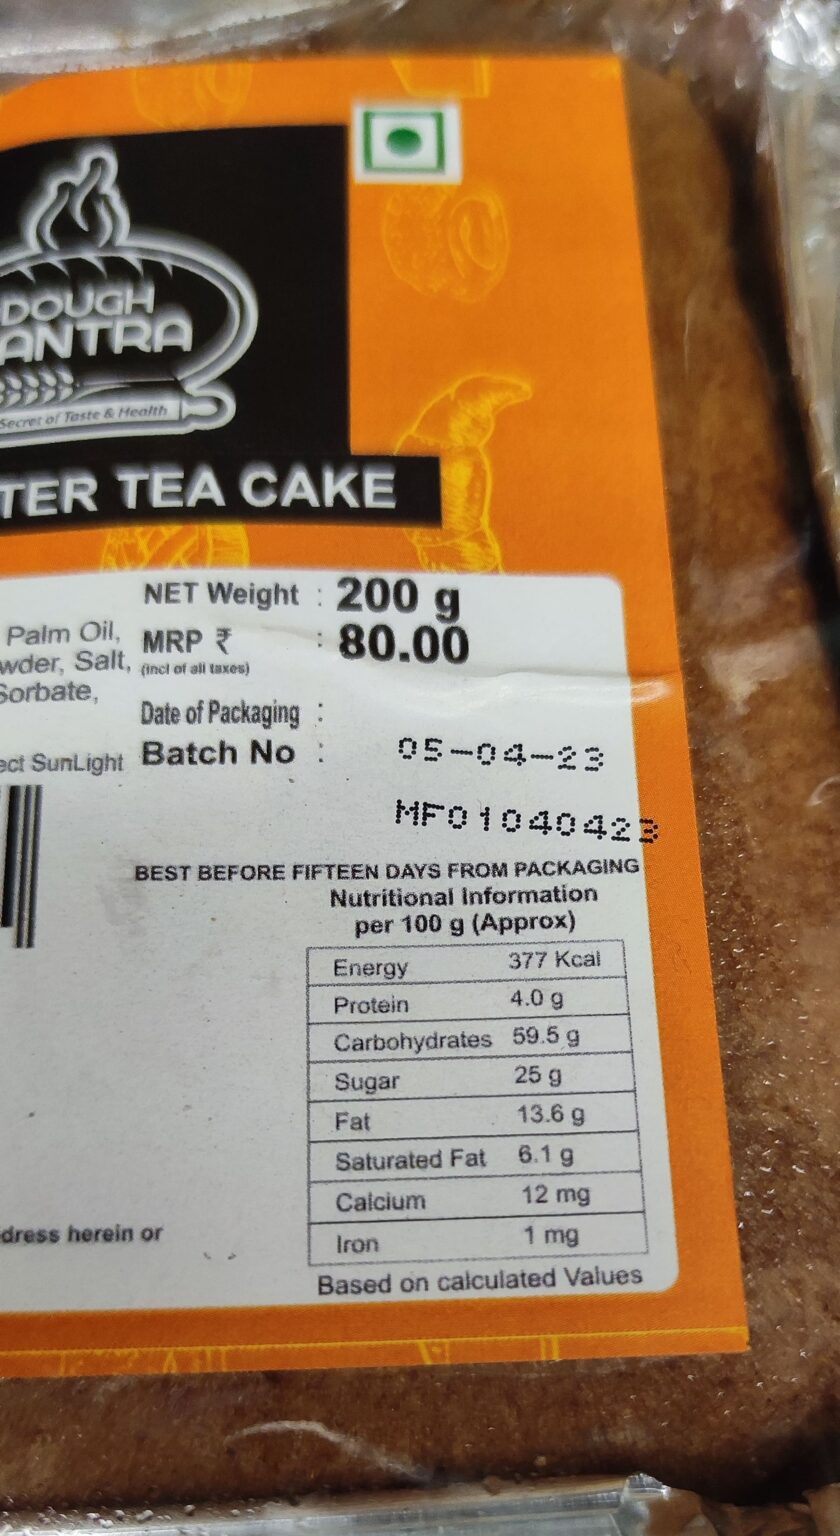 DOUGH
ANTRA
Secret of Taste & Health
TER TEA CAKE
NET Weight : 200 g
Palm Oil,
MRP ₹ : 80.00
(incl of all taxes)
wder, Salt,
Sorbate,
Date of Packaging :
ect SunLight
Batch No :
05-04-23
MF01040423
BEST BEFORE FIFTEEN DAYS FROM PACKAGING
Nutritional Information
per 100 g (Approx)
Energy 377 Kcal
Protein 4.0 g
Carbohydrates 59.5 g
Sugar 25 g
Fat 13.6 g
Saturated Fat 6.1 g
Calcium 12 mg
Iron 1 mg
Based on calculated Values
dress herein or